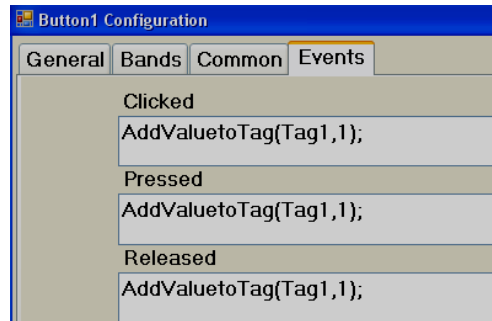 Button1 Configuration
General Bands Common Events
Clicked
AddValuetoTag(Tag1,1);
Pressed
AddValuetoTag(Tag1,1);
Released
AddValuetoTag(Tag1,1);